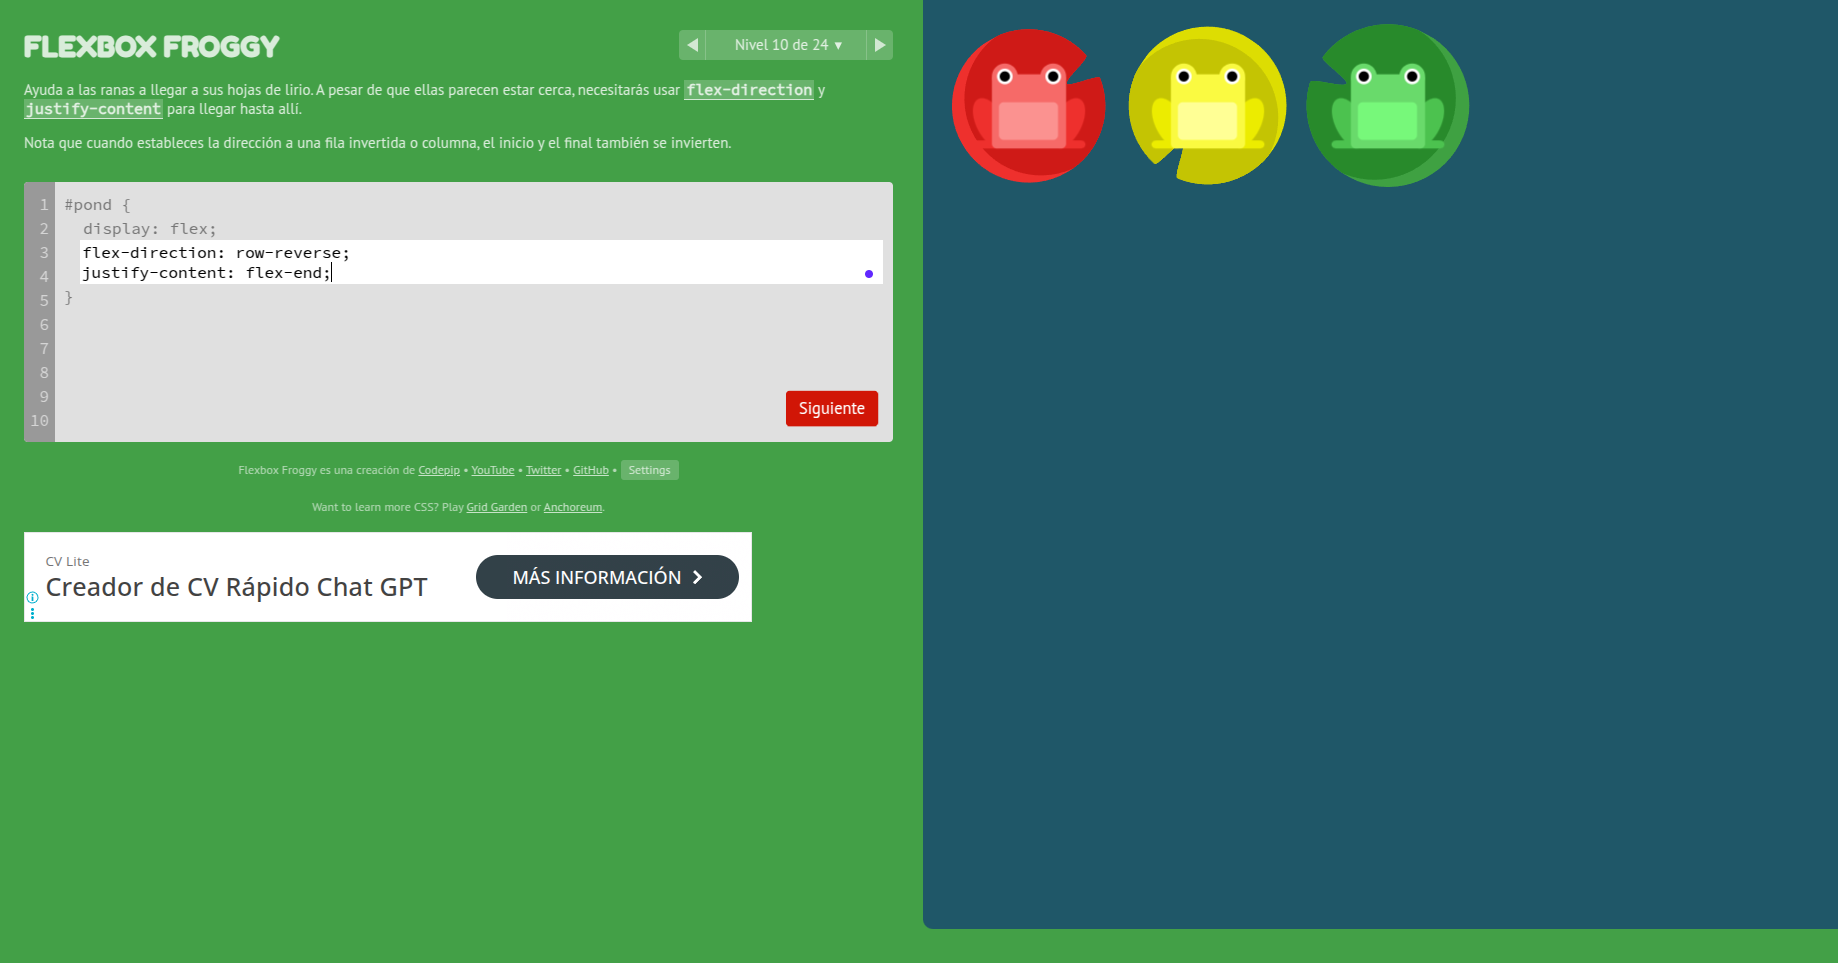 FLEXBOX FROGGY
Nivel 10 de 24 ▾
Ayuda a las ranas a llegar a sus hojas de lirio. A pesar de que ellas parecen estar cerca, necesitarás usar flex-direction y
justify-content para llegar hasta allí.
Nota que cuando estableces la dirección a una fila invertida o columna, el inicio y el final también se invierten.
1 #pond {
2 display: flex;
3 flex-direction: row-reverse;
4 justify-content: flex-end;
5 }
6
7
8
9
10
Siguiente
Flexbox Froggy es una creación de Codepip • YouTube • Twitter • GitHub • Settings
Want to learn more CSS? Play Grid Garden or Anchoreum.
CV Lite
Creador de CV Rápido Chat GPT
MÁS INFORMACIÓN